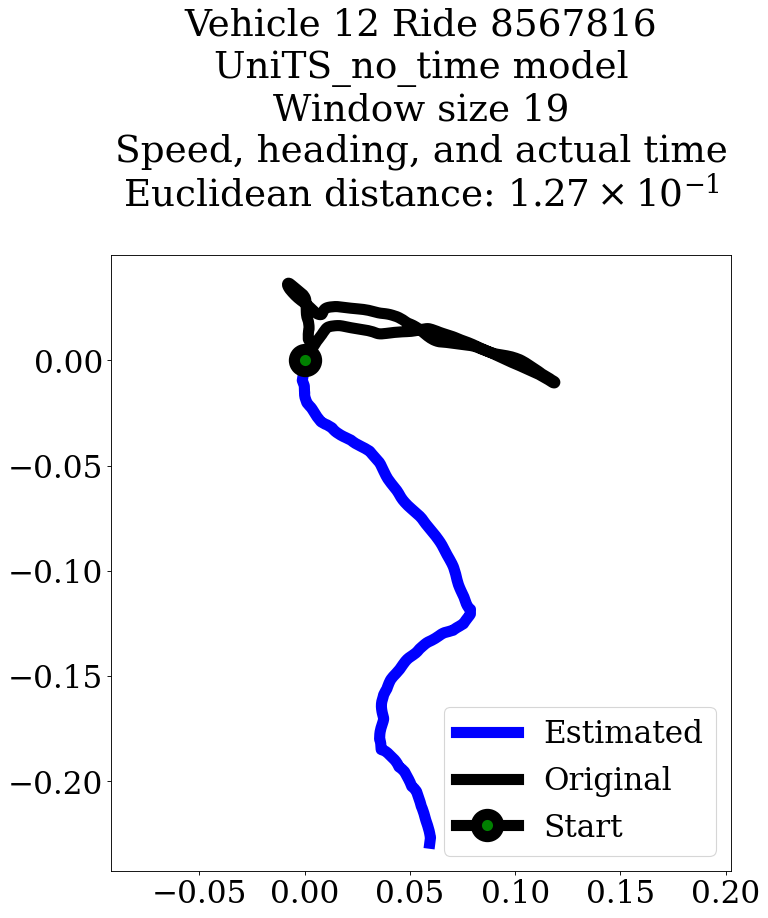 Vehicle 12 Ride 8567816
UniTS_no_time model
Window size 19
Speed, heading, and actual time
Euclidean distance: 1.27 × 10⁻¹
0.00
−0.05
−0.10
−0.15
−0.20
Estimated
Original
Start
−0.05 0.00 0.05 0.10 0.15 0.20